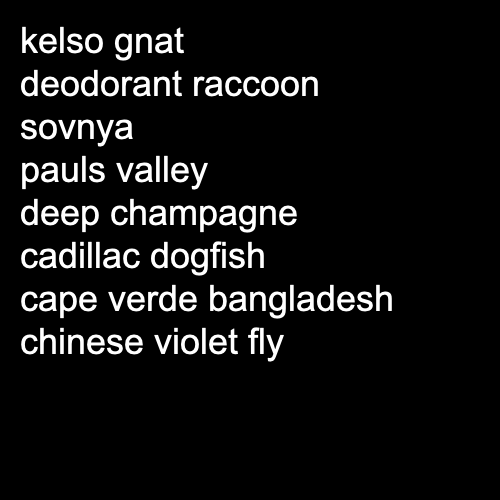 kelso gnat
deodorant raccoon
sovnya
pauls valley
deep champagne
cadillac dogfish
cape verde bangladesh
chinese violet fly